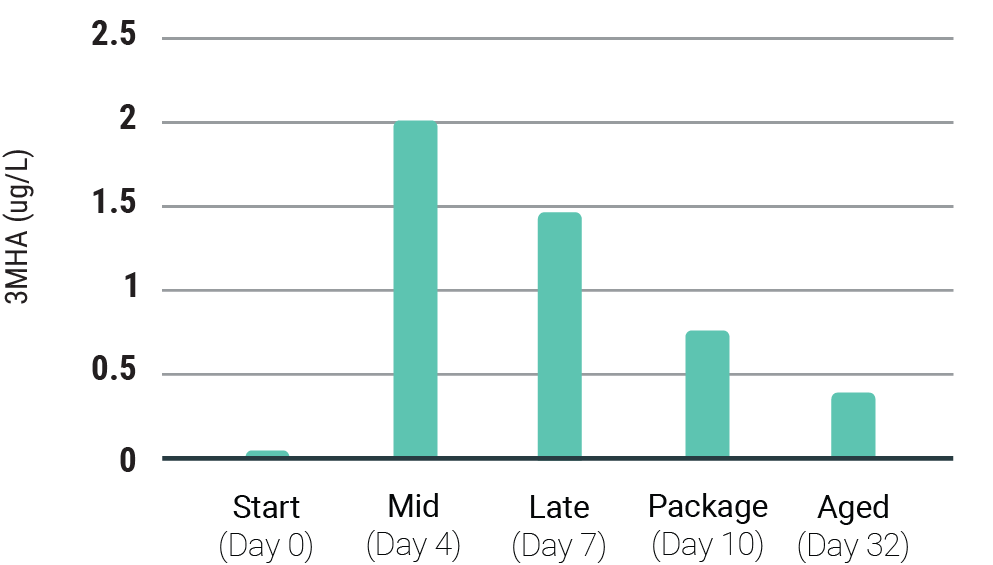 2.5
2
1.5
1
0.5
0
3MHA (ug/L)
Start
(Day 0)
Mid
(Day 4)
Late
(Day 7)
Package
(Day 10)
Aged
(Day 32)